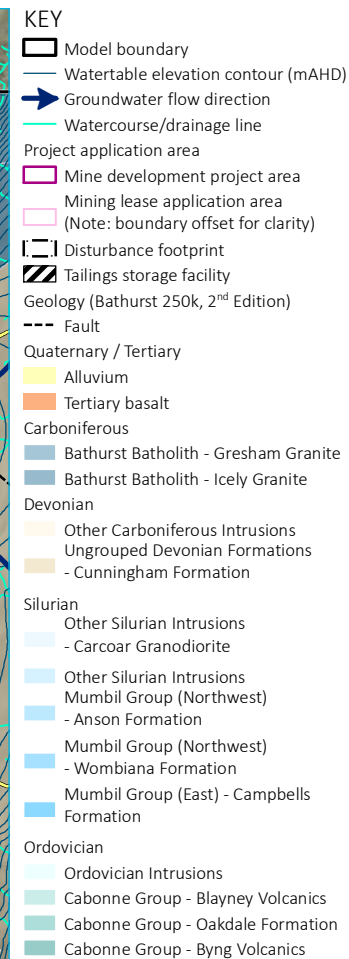 KEY
Model boundary
Watertable elevation contour (mAHD)
Groundwater flow direction
Watercourse/drainage line
Project application area
Mine development project area
Mining lease application area
(Note: boundary offset for clarity)
Disturbance footprint
Tailings storage facility
Geology (Bathurst 250k, 2nd Edition)
Fault
Quaternary / Tertiary
Alluvium
Tertiary basalt
Carboniferous
Bathurst Batholith - Gresham Granite
Bathurst Batholith - Icely Granite
Devonian
Other Carboniferous Intrusions
Ungrouped Devonian Formations
- Cunningham Formation
Silurian
Other Silurian Intrusions
- Carcoar Granodiorite
Other Silurian Intrusions
Mumbil Group (Northwest)
- Anson Formation
Mumbil Group (Northwest)
- Wombiana Formation
Mumbil Group (East) - Campbells
Formation
Ordovician
Ordovician Intrusions
Cabonne Group - Blayney Volcanics
Cabonne Group - Oakdale Formation
Cabonne Group - Byng Volcanics